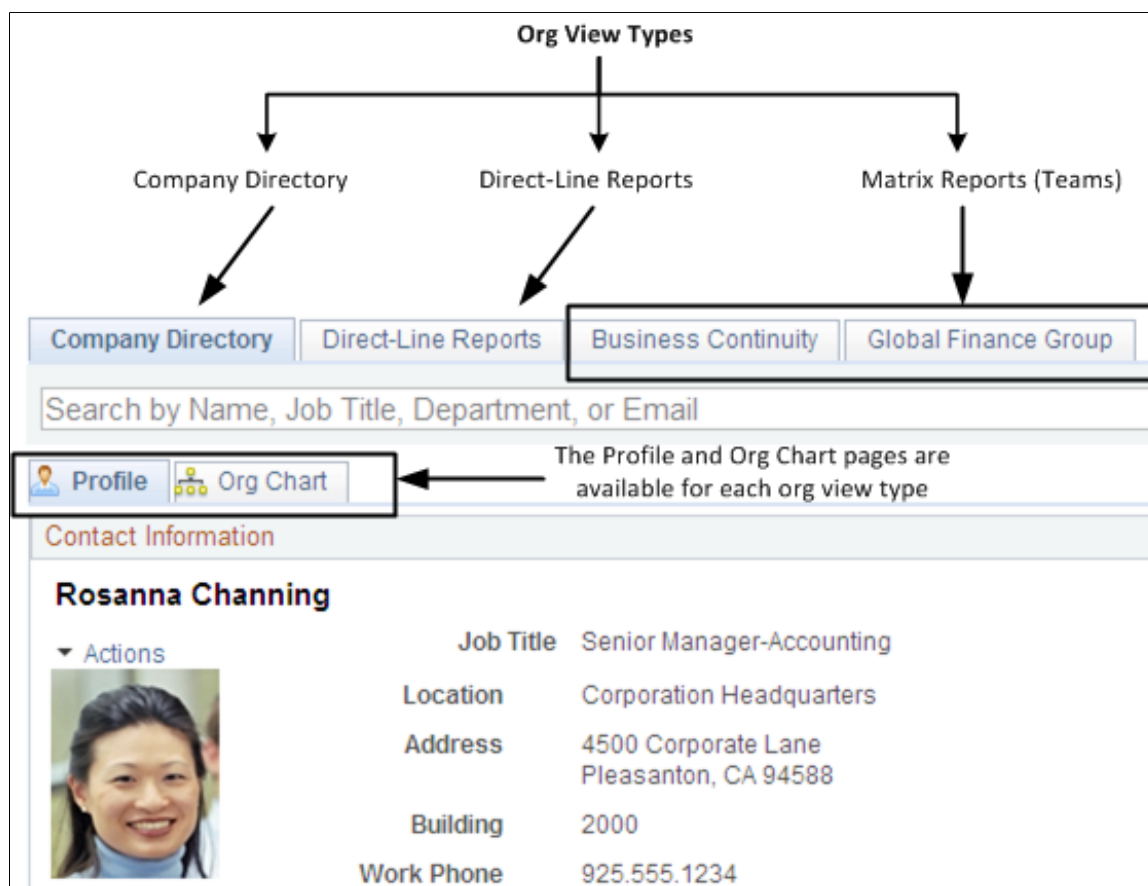 Org View Types
Company Directory Direct-Line Reports Matrix Reports (Teams)
Company Directory Direct-Line Reports Business Continuity Global Finance Group
Search by Name, Job Title, Department, or Email
Profile Org Chart
The Profile and Org Chart pages are
available for each org view type
Contact Information
Rosanna Channing
Actions
Job Title Senior Manager-Accounting
Location Corporation Headquarters
Address 4500 Corporate Lane
Pleasanton, CA 94588
Building 2000
Work Phone 925.555.1234